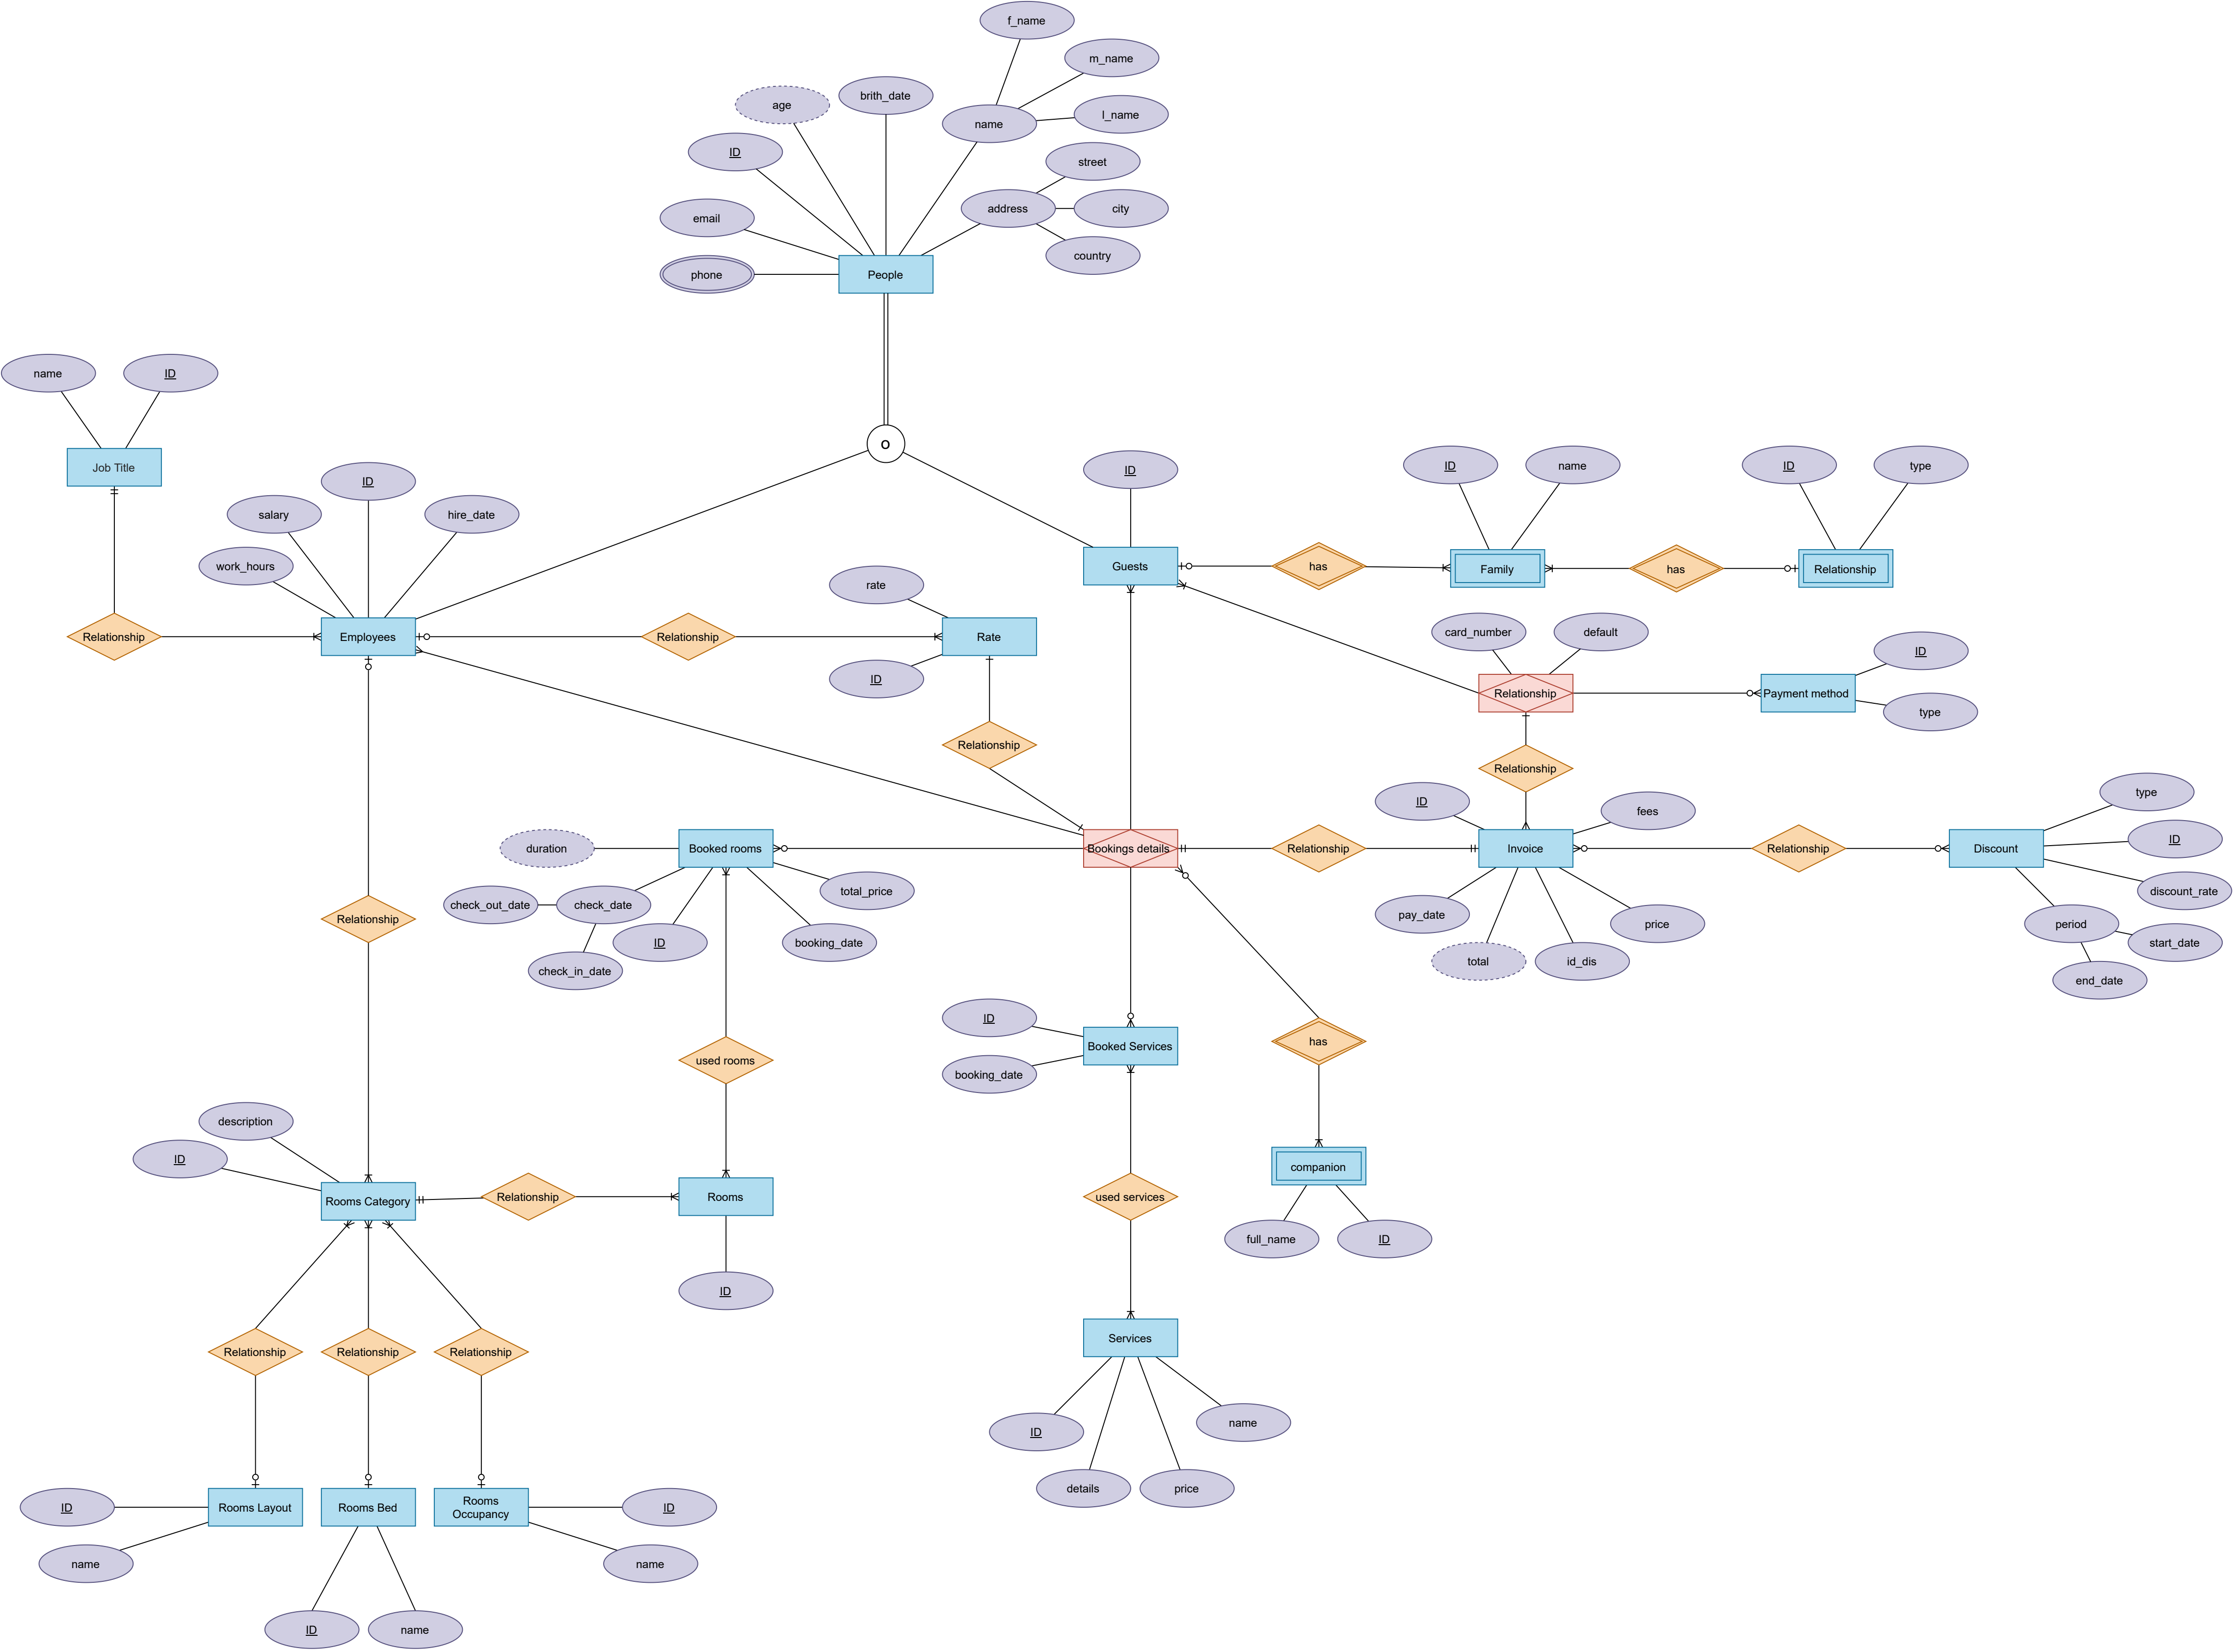 f_name
m_name
brith_date
age
l_name
name
ID
street
address
city
email
country
phone
People
name
ID
O
Job Title
ID
ID
ID
name
ID
type
salary
hire_date
work_hours
Guests
has
Family
has
Relationship
rate
Relationship
Employees
Relationship
Rate
card_number
default
ID
ID
Relationship
Payment method
type
Relationship
Relationship
type
ID
fees
duration
Booked rooms
Bookings details
Relationship
Invoice
Relationship
Discount
ID
check_out_date
check_date
total_price
discount_rate
Relationship
pay_date
price
period
ID
booking_date
start_date
check_in_date
total
id_dis
end_date
ID
has
Booked Services
used rooms
booking_date
description
ID
companion
Rooms Category
Relationship
Rooms
used services
full_name
ID
ID
Services
Relationship
Relationship
Relationship
name
ID
details
price
ID
Rooms Layout
Rooms Bed
Rooms
Occupancy
ID
name
name
ID
name